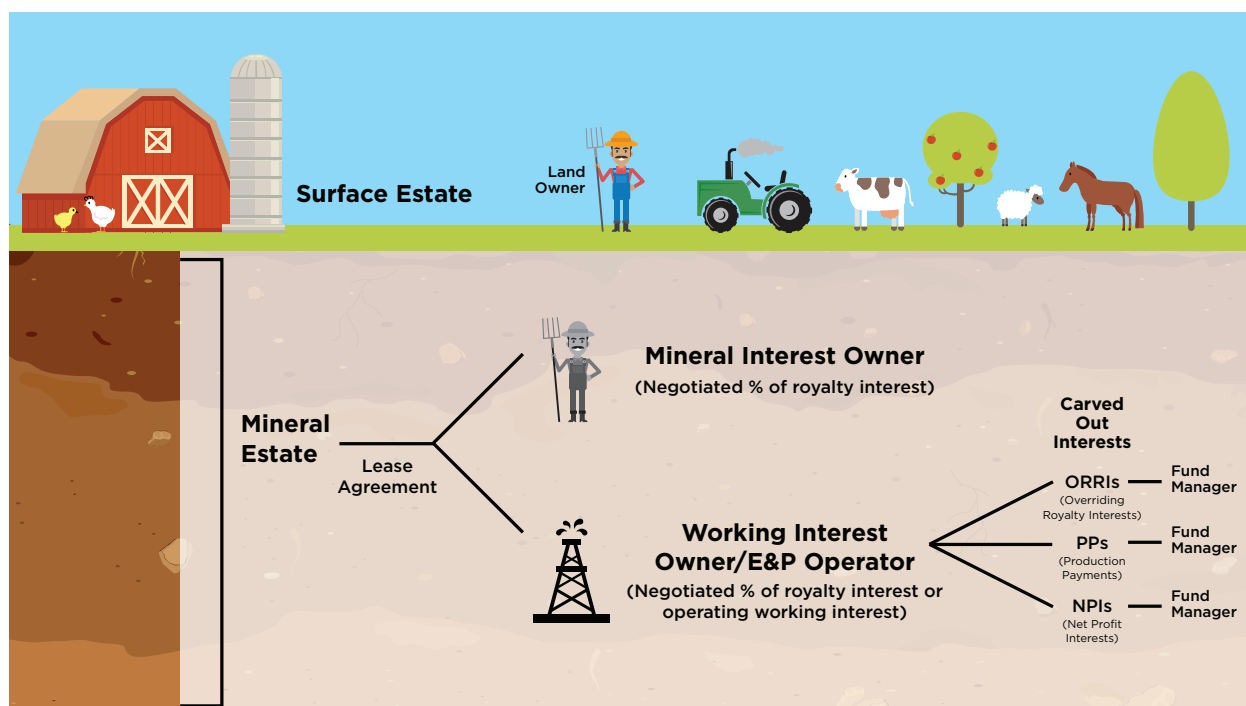 Surface Estate
Land
Owner
Mineral
Estate
Lease
Agreement
Mineral Interest Owner
(Negotiated % of royalty interest)
Working Interest
Owner/E&P Operator
(Negotiated % of royalty interest or
operating working interest)
Carved
Out
Interests
ORRIs
(Overriding
Royalty Interests)
Fund
Manager
PPs
(Production
Payments)
Fund
Manager
NPIs
(Net Profit
Interests)
Fund
Manager